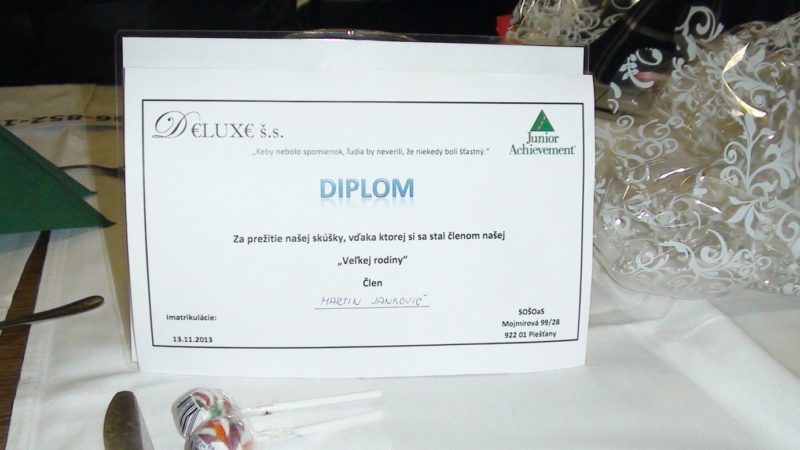 D€LUX€ š.s.
Junior
Achievement
„Keby nebolo spomienok, ľudia by neverili, že niekedy boli šťastný."
DIPLOM
Za prežitie našej skúšky, vďaka ktorej si sa stal členom našej
„Veľkej rodiny"
Člen
MARTIN JANKOVIČ
Imatrikulácie:
13.11.2013
SOŠOaS
Mojmírová 99/28
922 01 Piešťany